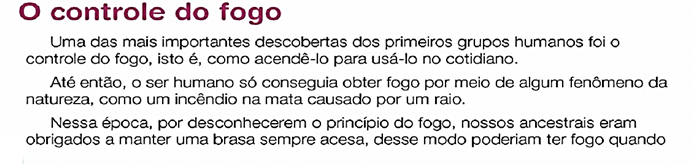 O controle do fogo
Uma das mais importantes descobertas dos primeiros grupos humanos foi o
controle do fogo, isto é, como acendê-lo para usá-lo no cotidiano.
Até então, o ser humano só conseguia obter fogo por meio de algum fenômeno da
natureza, como um incêndio na mata causado por um raio.
Nessa época, por desconhecerem o princípio do fogo, nossos ancestrais eram
obrigados a manter uma brasa sempre acesa, desse modo poderiam ter fogo quando